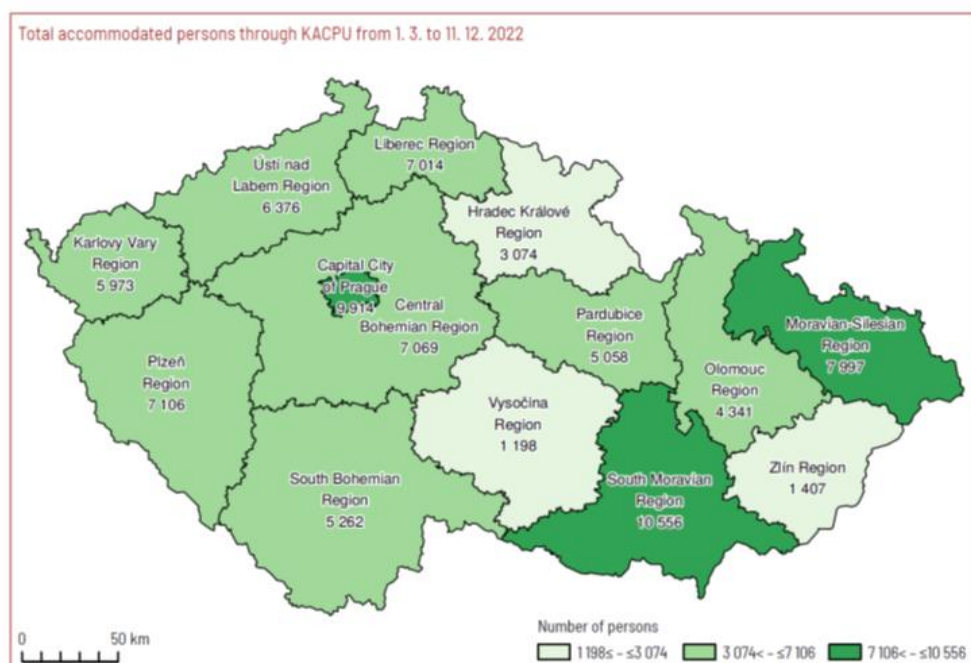 Total accommodated persons through KACPU from 1. 3. to 11. 12. 2022
Liberec Region
7 014
Ústí nad
Labem Region
6 376
Hradec Králové
Region
3 074
Karlovy Vary
Region
5 973
Capital City
of Prague
9 914
Central
Bohemian Region
7 069
Pardubice
Region
5 058
Moravian-Silesian
Region
7 997
Plzeň
Region
7 106
Olomouc
Region
4 341
Vysočina
Region
1 198
Zlín Region
1 407
South Bohemian
Region
5 262
South Moravian
Region
10 556
0 50 km
Number of persons
1 198≤ - ≤3 074
3 074< - ≤7 106
7 106< - ≤10 556